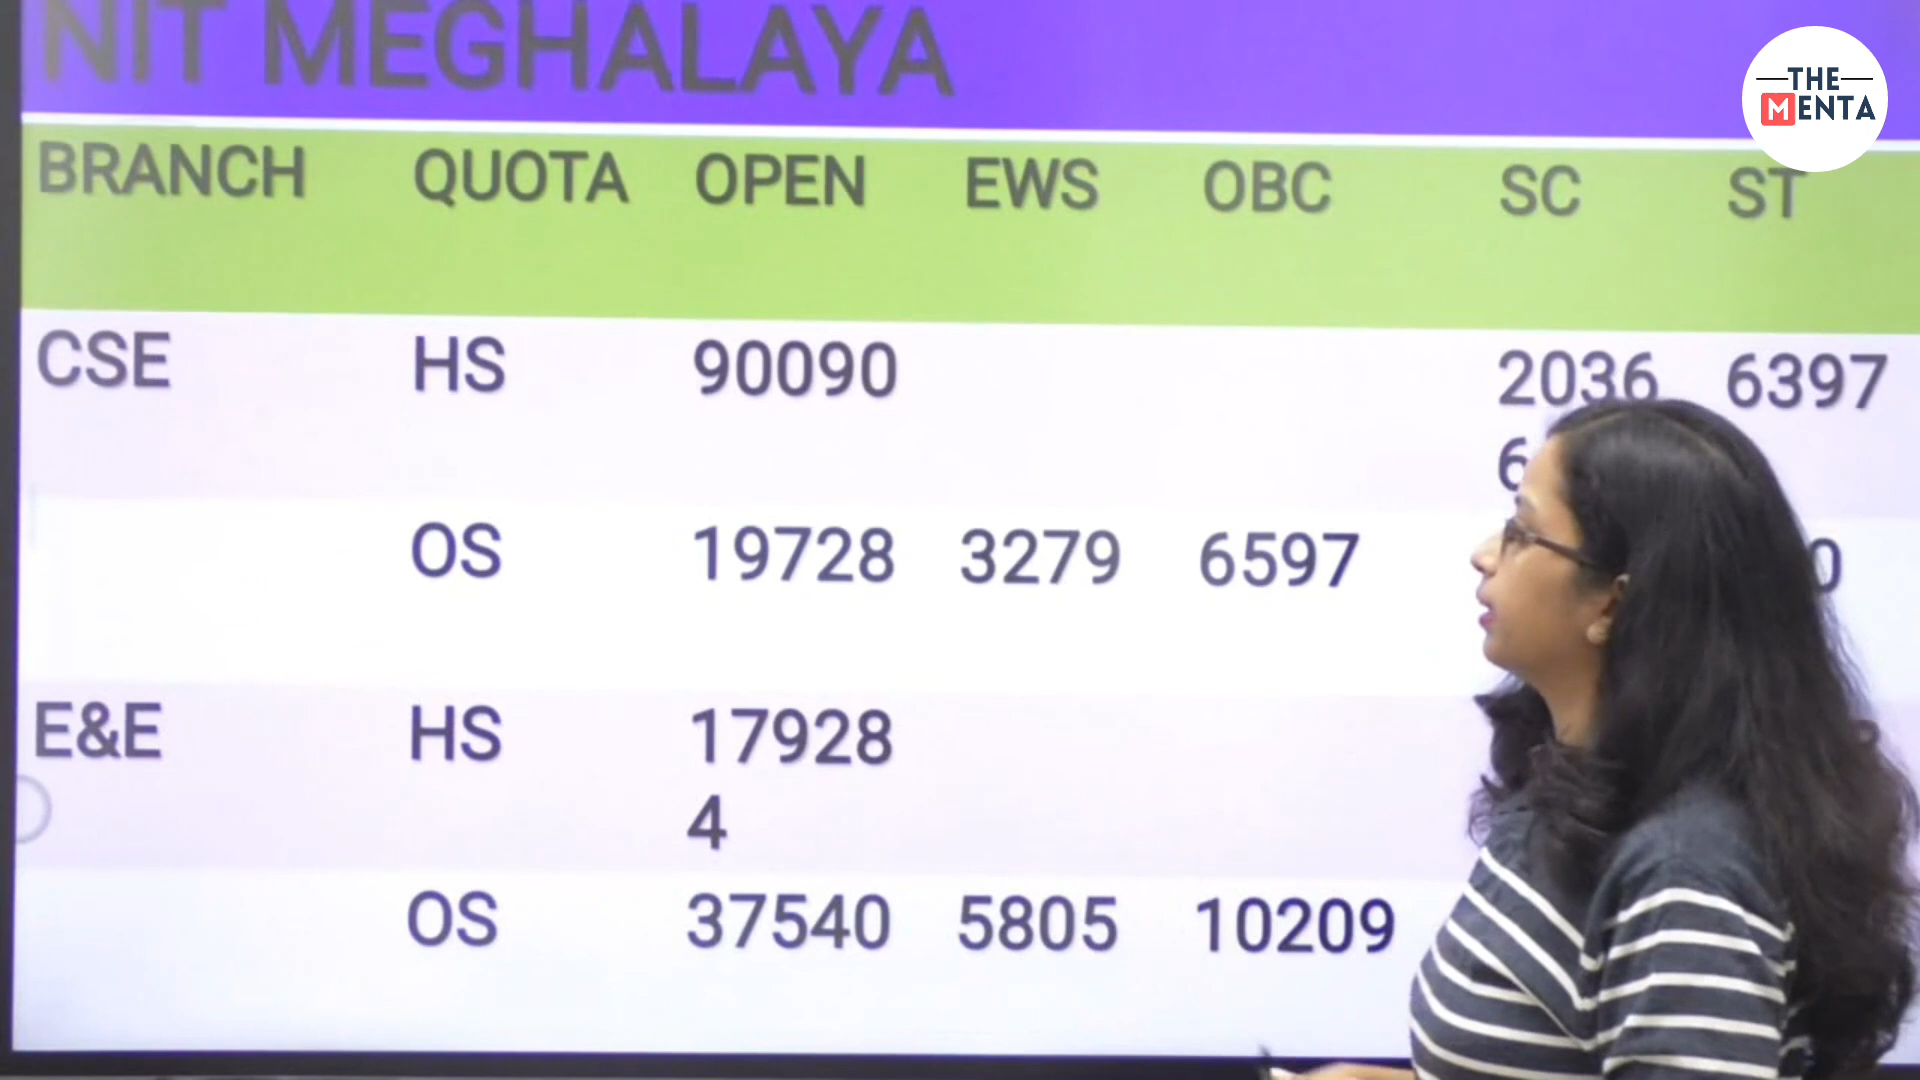 NIT MEGHALAYA
THE
MENTA
BRANCH QUOTA OPEN EWS OBC SC ST
CSE HS 90090 2036 6397
6
OS 19728 3279 6597
E&E HS 17928
4
OS 37540 5805 10209